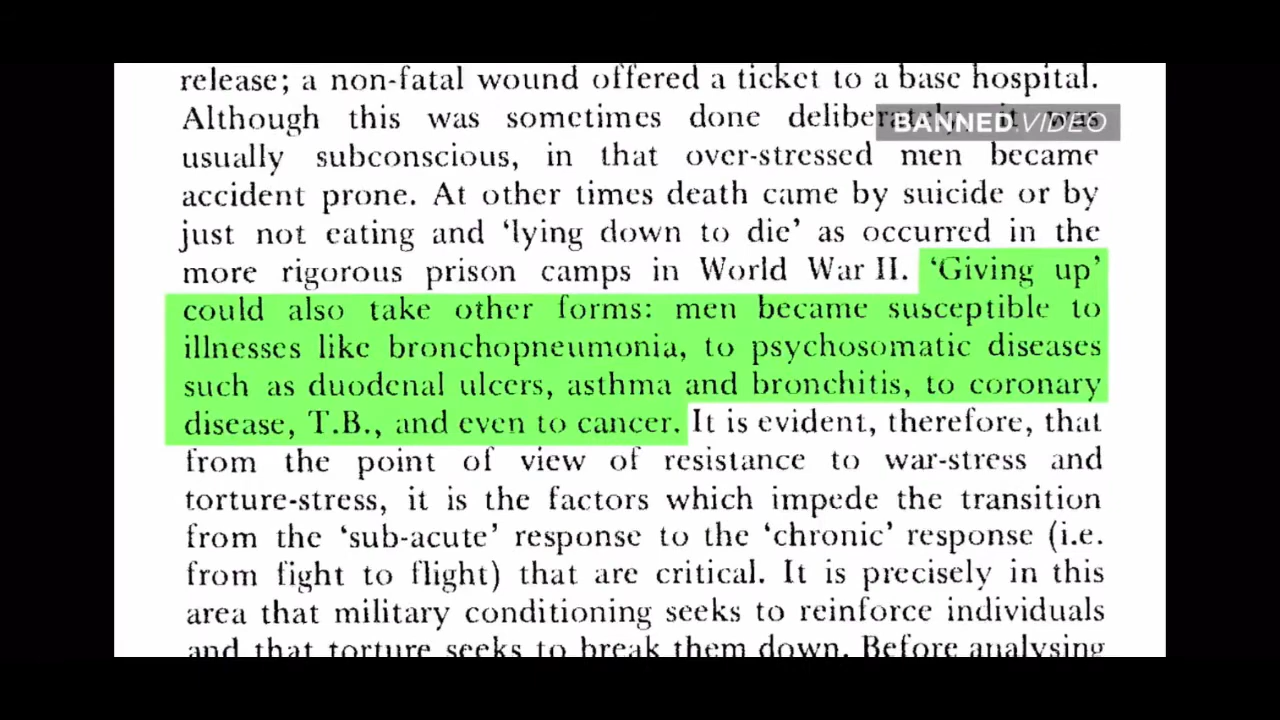 release; a non-fatal wound offered a ticket to a base hospital.
Although this was sometimes done deliberately, it was
BANNED.VIDEO
usually subconscious, in that over-stressed men became
accident prone. At other times death came by suicide or by
just not eating and ‘lying down to die’ as occurred in the
more rigorous prison camps in World War II. ‘Giving up’
could also take other forms: men became susceptible to
illnesses like bronchopneumonia, to psychosomatic diseases
such as duodenal ulcers, asthma and bronchitis, to coronary
disease, T.B., and even to cancer. It is evident, therefore, that
from the point of view of resistance to war-stress and
torture-stress, it is the factors which impede the transition
from the ‘sub-acute’ response to the ‘chronic’ response (i.e.
from fight to flight) that are critical. It is precisely in this
area that military conditioning seeks to reinforce individuals
and that torture seeks to break them down. Before analysing